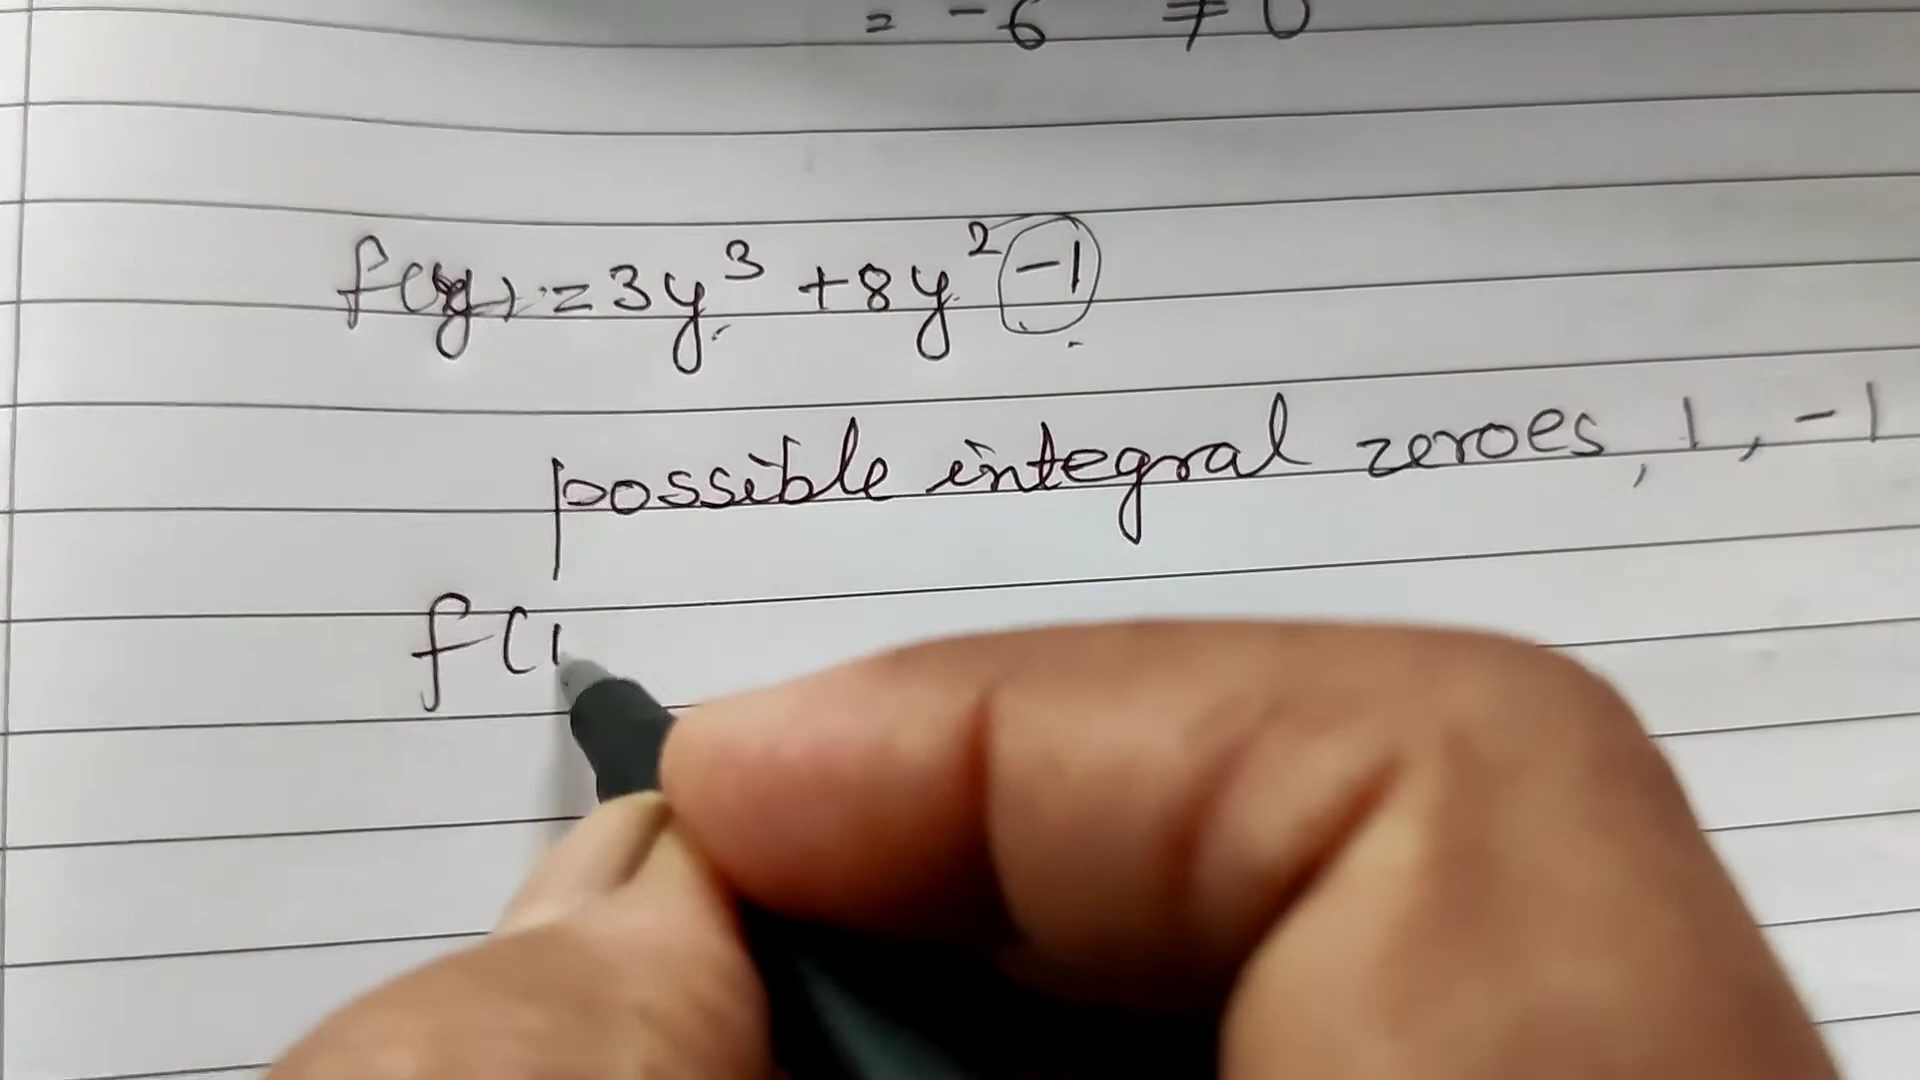 = -6 ≠ 0
f(y) = 3y³ + 8y² -1
possible integral zeroes, 1, -1
f(1